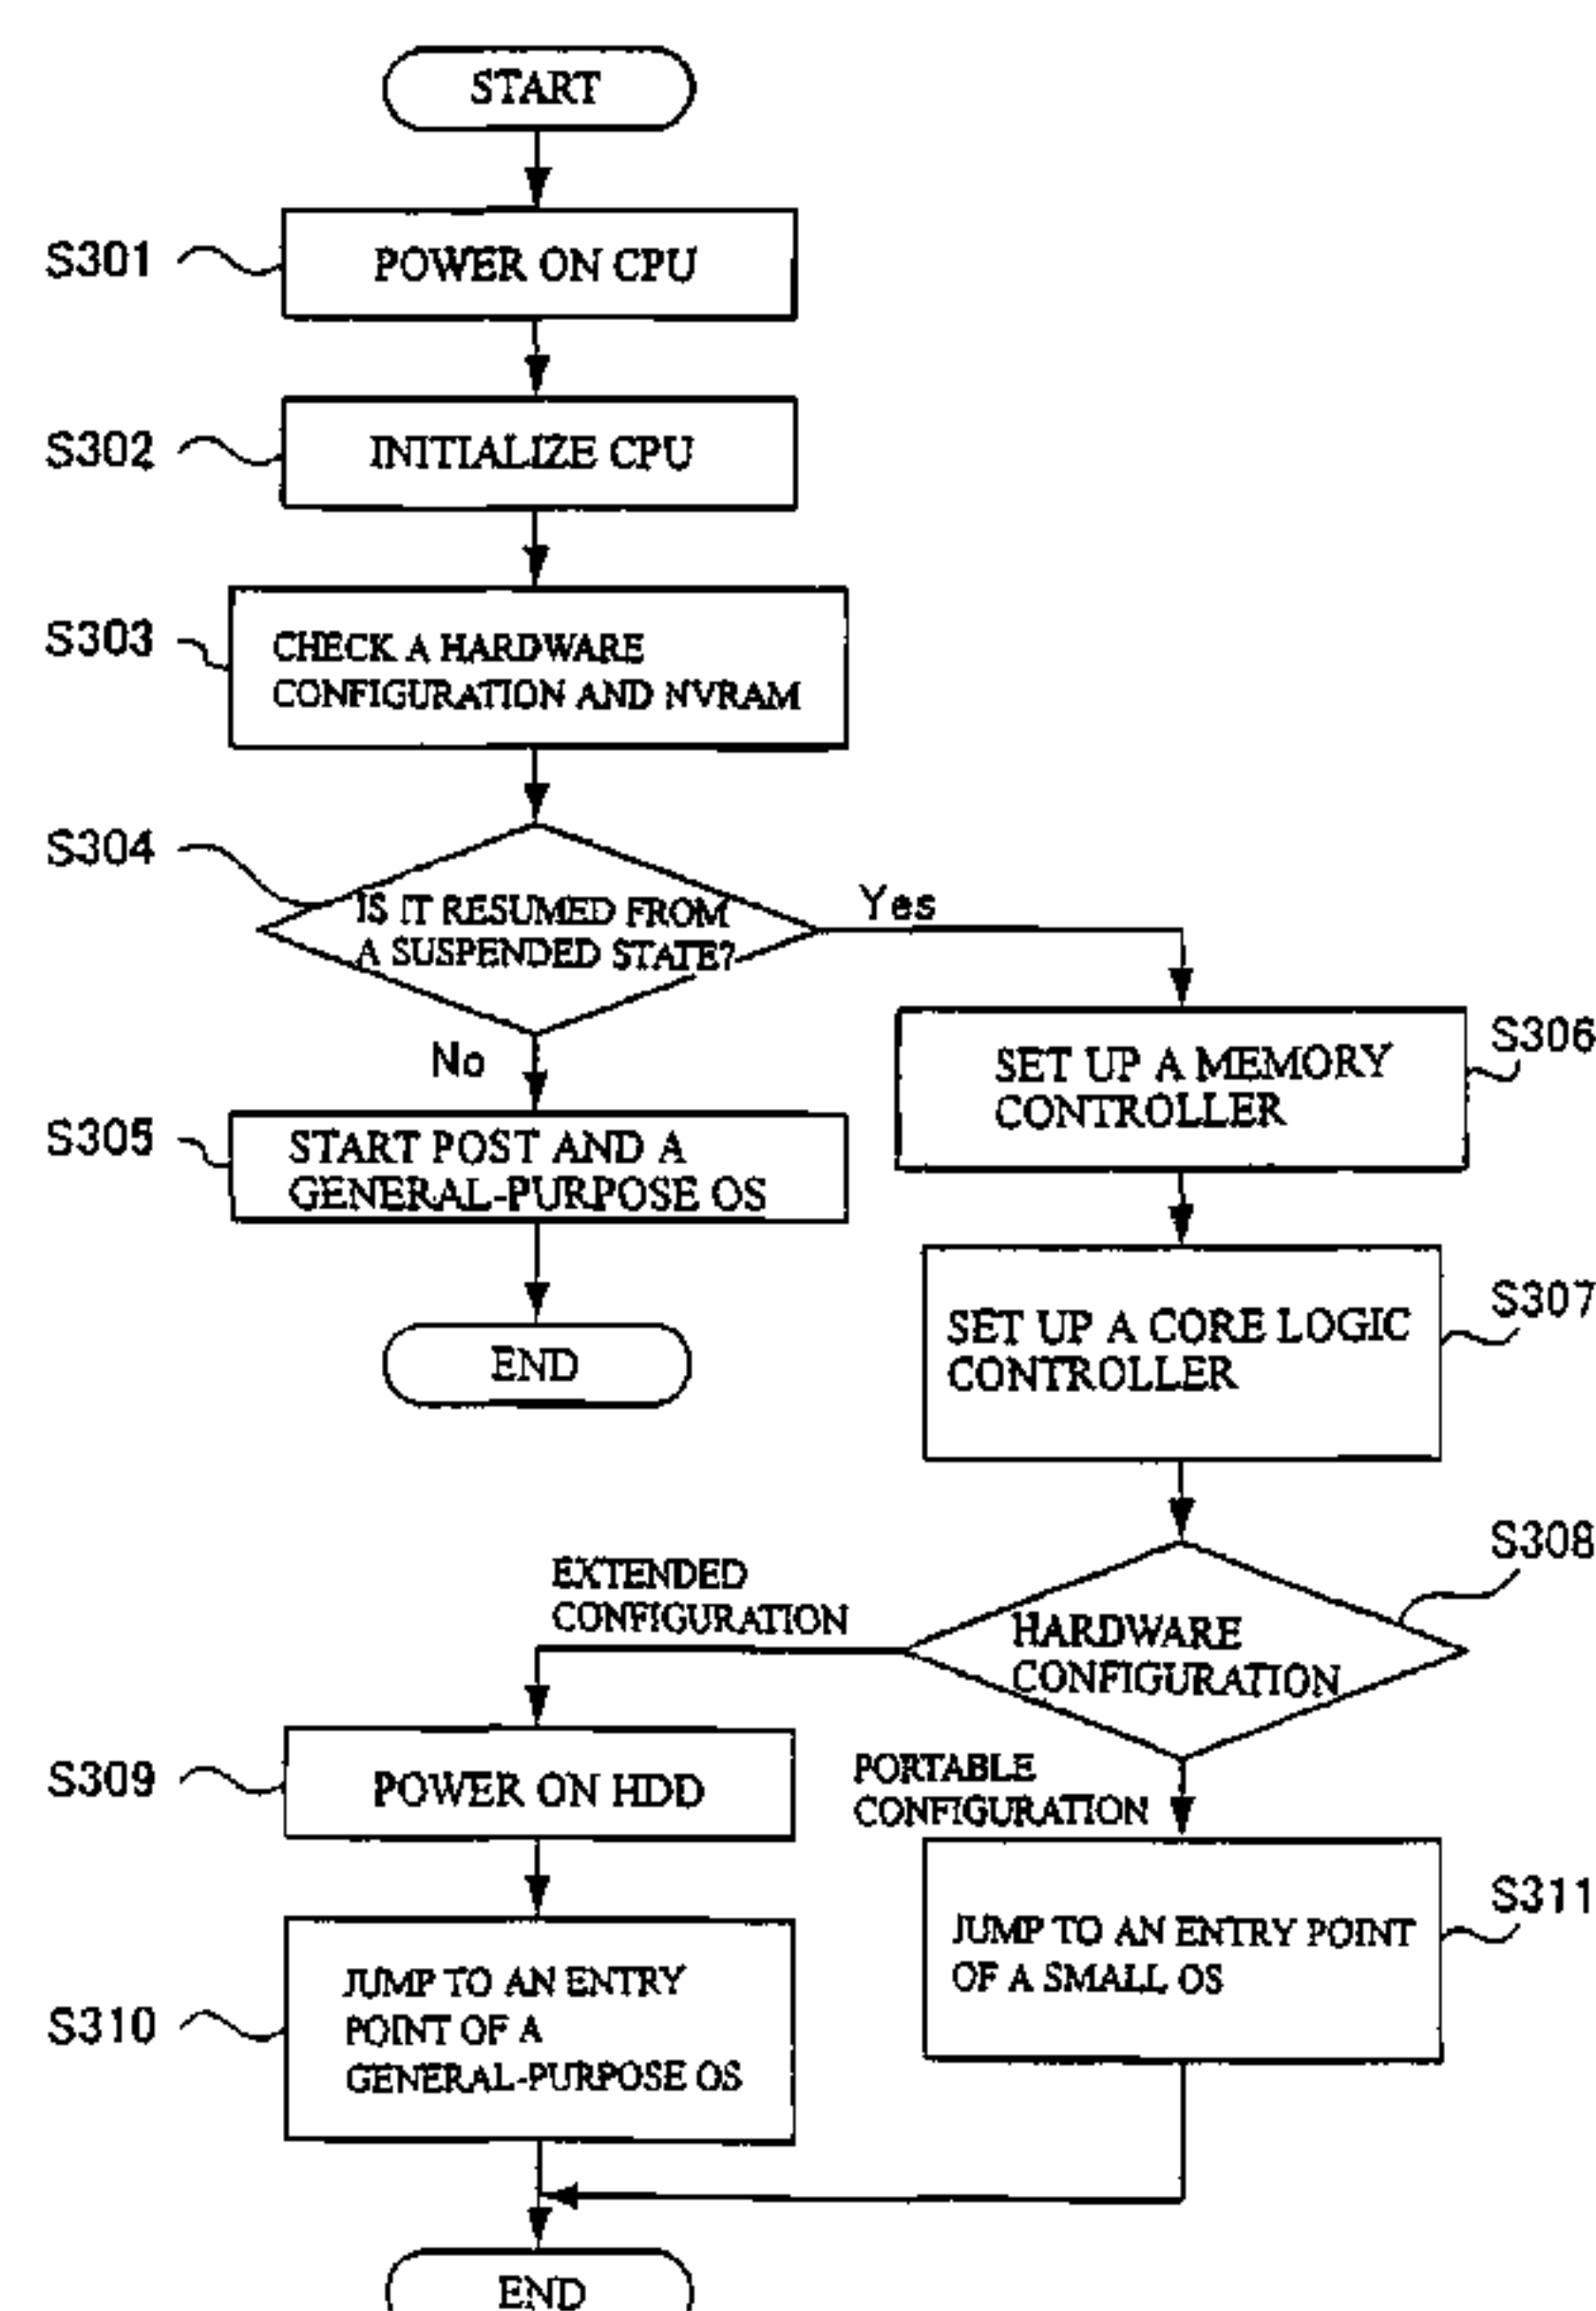 START
S301
POWER ON CPU
S302
INITIALIZE CPU
S303
CHECK A HARDWARE
CONFIGURATION AND NVRAM
S304
IS IT RESUMED FROM
A SUSPENDED STATE?
Yes
No
S305
START POST AND A
GENERAL-PURPOSE OS
END
S306
SET UP A MEMORY
CONTROLLER
S307
SET UP A CORE LOGIC
CONTROLLER
S308
HARDWARE
CONFIGURATION
EXTENDED
CONFIGURATION
S309
POWER ON HDD
PORTABLE
CONFIGURATION
S310
JUMP TO AN ENTRY
POINT OF A
GENERAL-PURPOSE OS
S311
JUMP TO AN ENTRY POINT
OF A SMALL OS
END